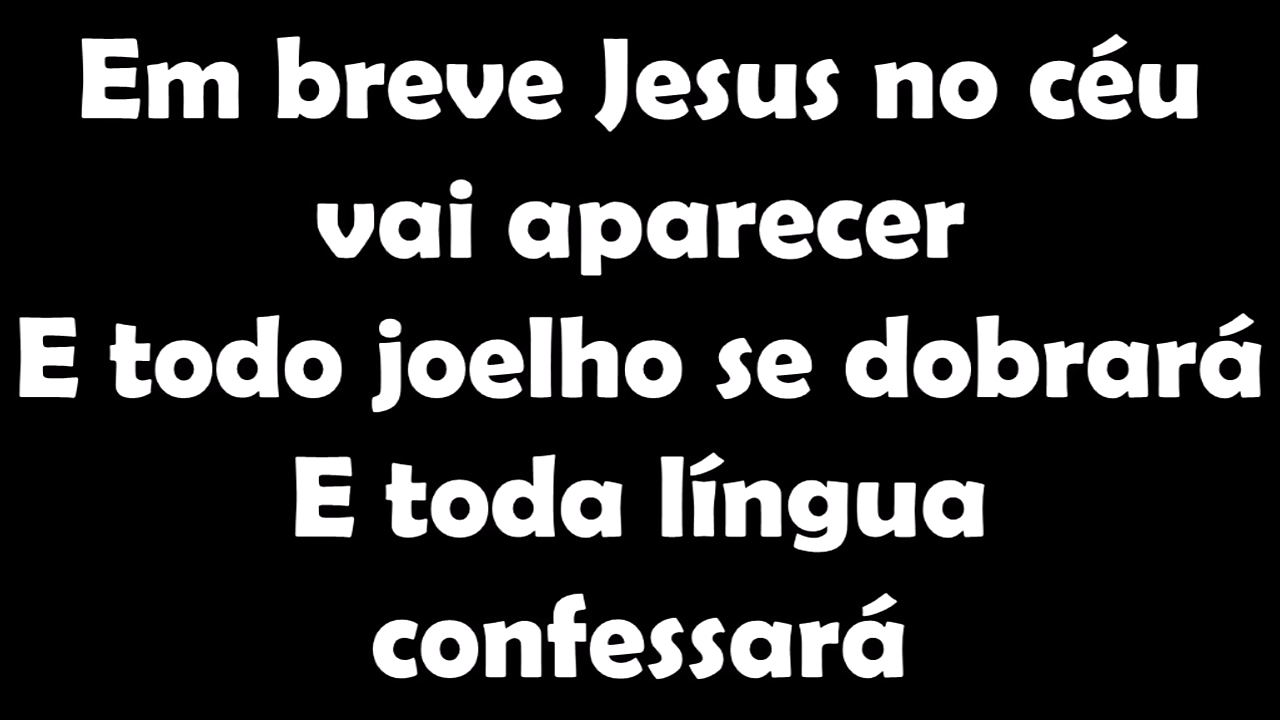 Em breve Jesus no céu
vai aparecer
E todo joelho se dobrará
E toda língua
confessará